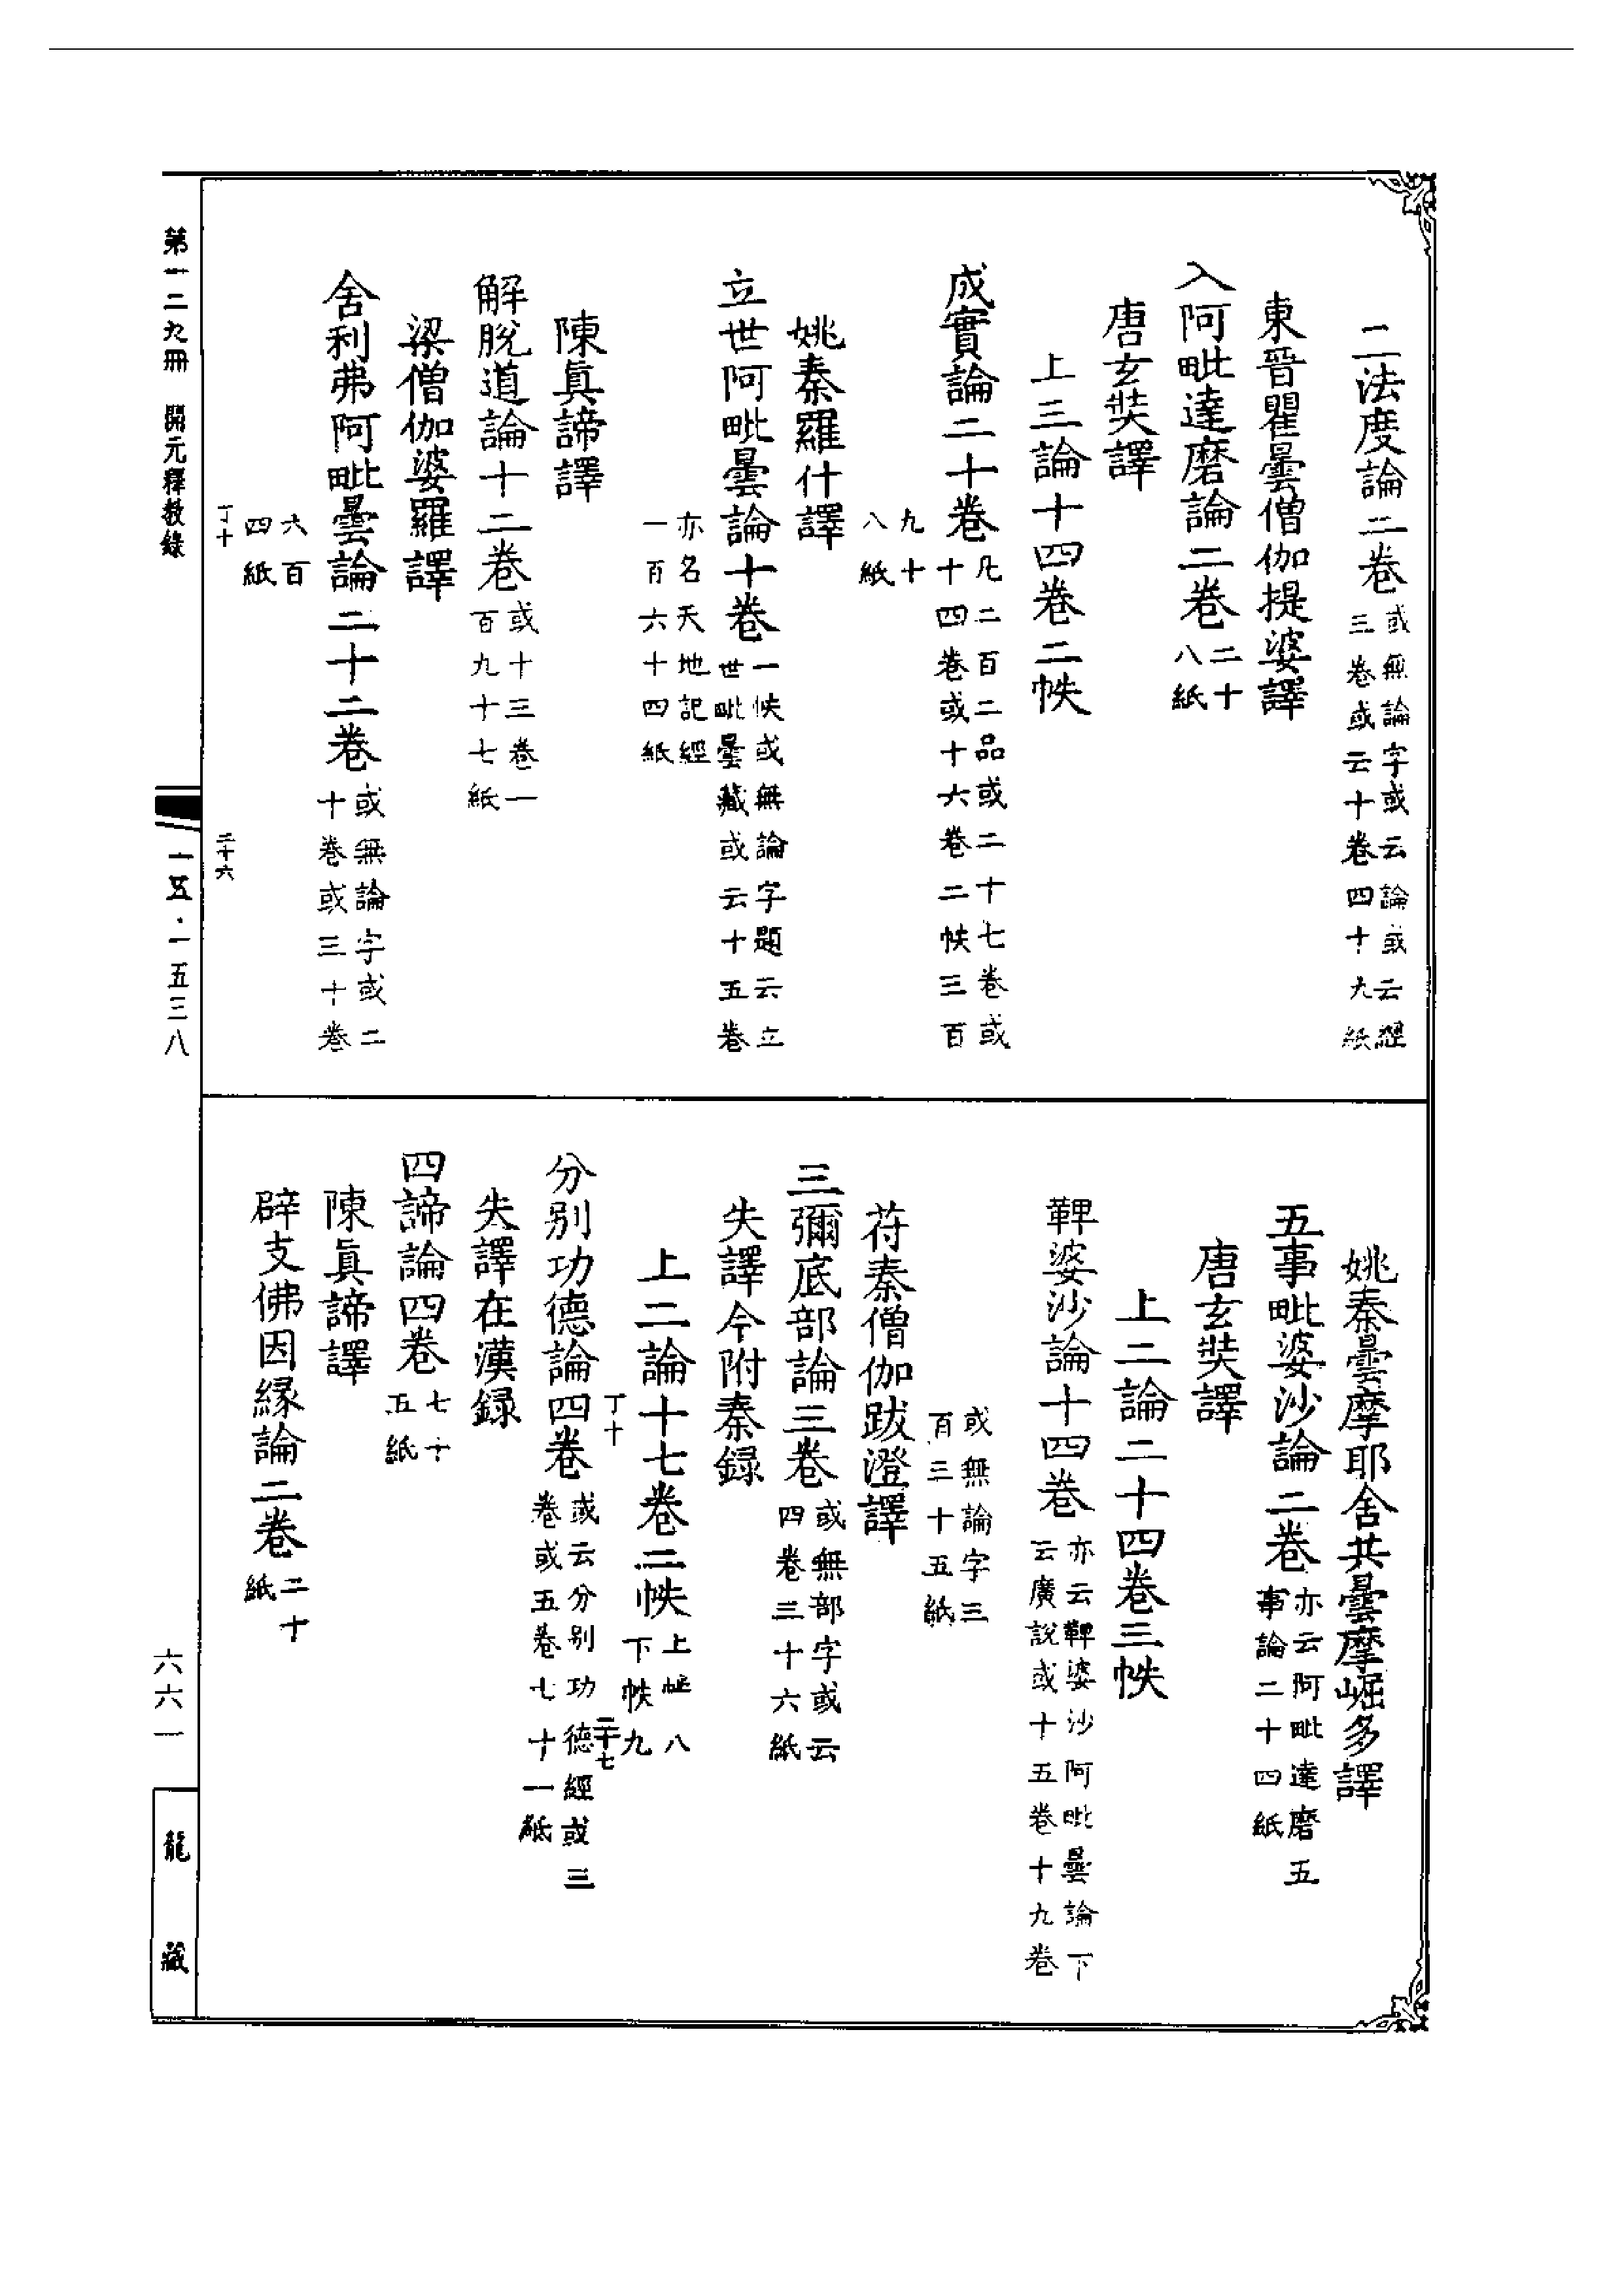 二法度論二卷或無論字或云論或云經三卷或云十卷四十九紙
東晉瞿曇僧伽提婆譯
入阿毗達磨論二卷二十八紙
唐玄奘譯
上三論十四卷二帙
成實論二十卷凡二百二品或二十七卷或十四卷或十六卷二帙三百
九十八紙
姚秦羅什譯
立世阿毗曇論十卷一帙或無論字題云立世毗曇藏或云十五卷
亦名天地記經一百六十四紙
陳真諦譯
解脫道論十二卷或十三卷一百九十七紙
梁僧伽婆羅譯
舍利弗阿毗曇論二十二卷或無論字或二十卷或三十卷
六百四紙
丁十 二十六
姚秦曇摩耶舍共曇摩崛多譯
五事毗婆沙論二卷亦云阿毗達磨五事論二十四紙
唐玄奘譯
上二論二十四卷三帙
鞞婆沙論十四卷亦云鞞婆沙阿毗曇論下云廣說或十五卷十九卷
或無論字三百三十五紙
苻秦僧伽跋澄譯
三彌底部論三卷或無部字或云四卷三十六紙
失譯今附秦録
上二論十七卷二帙上帙八下帙九
丁十 二十七
分别功德論四卷或云分别功德經或三卷或五卷七十一紙
失譯在漢録
四諦論四卷七十五紙
陳真諦譯
辟支佛因縁論二卷二十紙
第一二九冊 開元釋教錄
一五五·一五三八
六六一
龍藏